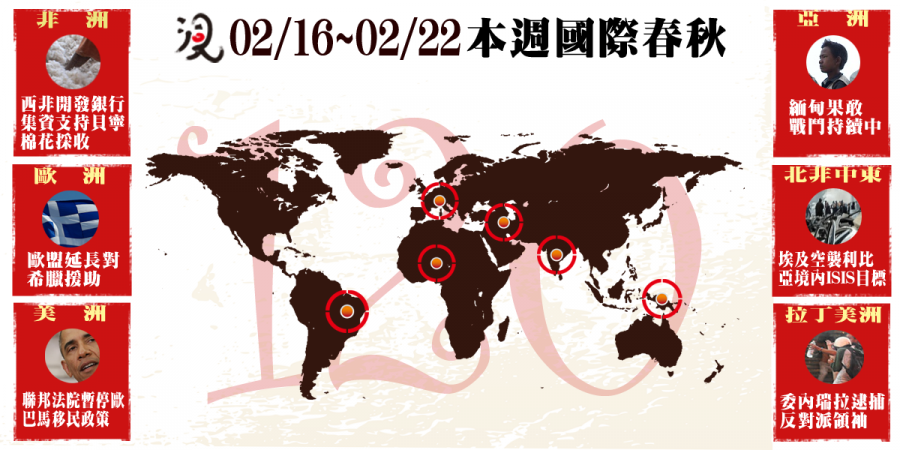 02/16~02/22本週國際春秋
120
非洲
西非開發銀行
集資支持貝寧
棉花採收
歐洲
歐盟延長對
希臘援助
美洲
聯邦法院暫停歐
巴馬移民政策
亞洲
緬甸果敢
戰鬥持續中
北非中東
埃及空襲利比
亞境內ISIS目標
拉丁美洲
委內瑞拉逮捕
反對派領袖